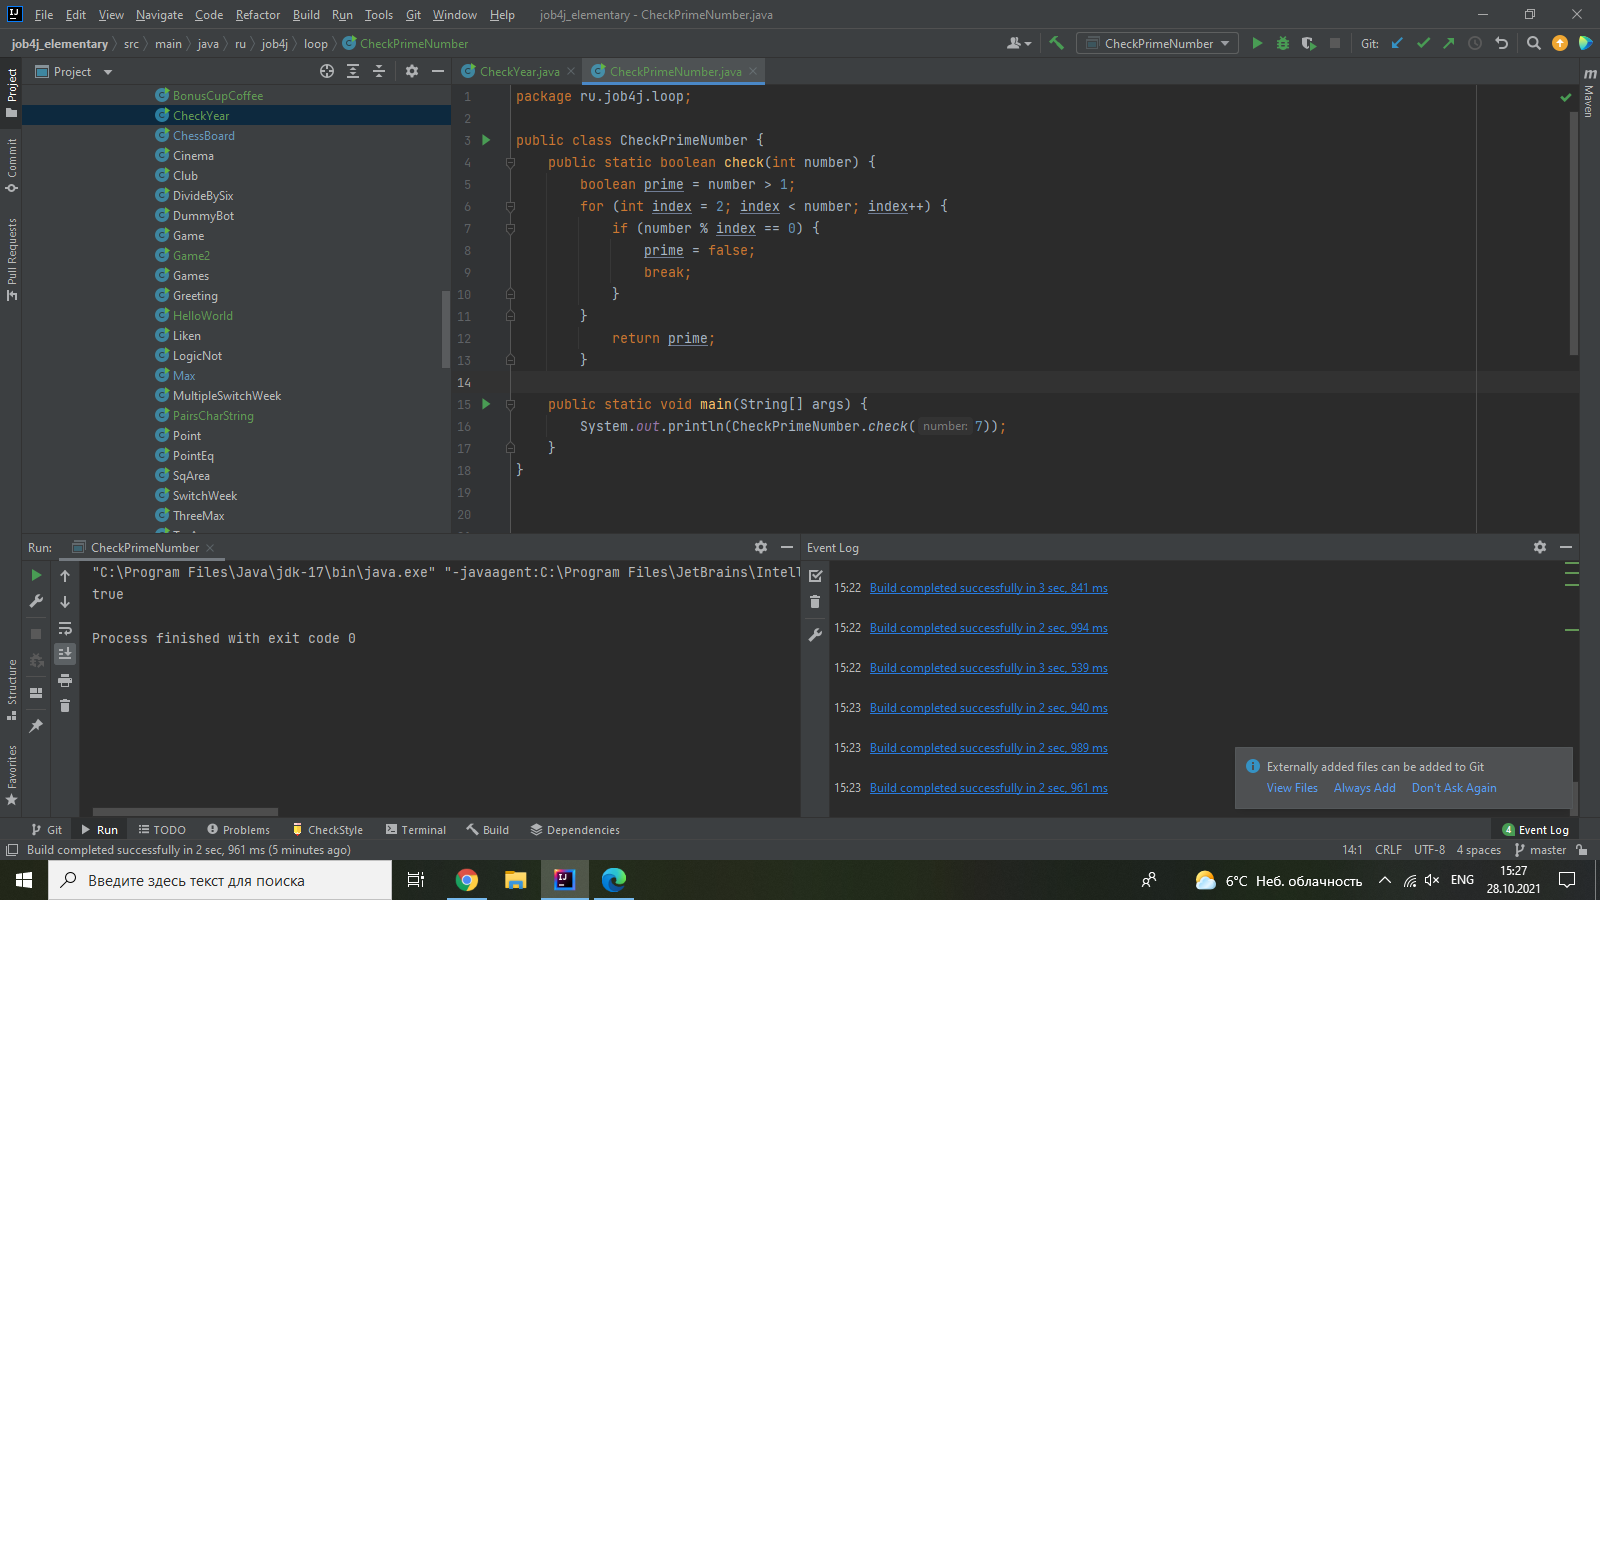 File Edit View Navigate Code Refactor Build Run Tools Git Window Help job4j_elementary - CheckPrimeNumber.java
job4j_elementary src main java ru job4j loop CheckPrimeNumber
CheckPrimeNumber
Git:
Project
CheckYear.java
CheckPrimeNumber.java
Project
Commit
Pull Requests
Structure
Favorites
Maven
BonusCupCoffee
CheckYear
ChessBoard
Cinema
Club
DivideBySix
DummyBot
Game
Game2
Games
Greeting
HelloWorld
Liken
LogicNot
Max
MultipleSwitchWeek
PairsCharString
Point
PointEq
SqArea
SwitchWeek
ThreeMax
1 package ru.job4j.loop;
2
3 public class CheckPrimeNumber {
4 public static boolean check(int number) {
5 boolean prime = number > 1;
6 for (int index = 2; index < number; index++) {
7 if (number % index == 0) {
8 prime = false;
9 break;
10 }
11 }
12 return prime;
13 }
14
15 public static void main(String[] args) {
16 System.out.println(CheckPrimeNumber.check( number: 7));
17 }
18 }
19
20
Run: CheckPrimeNumber
"C:\Program Files\Java\jdk-17\bin\java.exe" "-javaagent:C:\Program Files\JetBrains\Intell
true
Process finished with exit code 0
Event Log
15:22 Build completed successfully in 3 sec, 841 ms
15:22 Build completed successfully in 2 sec, 994 ms
15:22 Build completed successfully in 3 sec, 539 ms
15:23 Build completed successfully in 2 sec, 940 ms
15:23 Build completed successfully in 2 sec, 989 ms
15:23 Build completed successfully in 2 sec, 961 ms
Externally added files can be added to Git
View Files Always Add Don't Ask Again
Git Run TODO Problems CheckStyle Terminal Build Dependencies 4 Event Log
Build completed successfully in 2 sec, 961 ms (5 minutes ago) 14:1 CRLF UTF-8 4 spaces master
Введите здесь текст для поиска
6°C Неб. облачность
ENG
15:27
28.10.2021